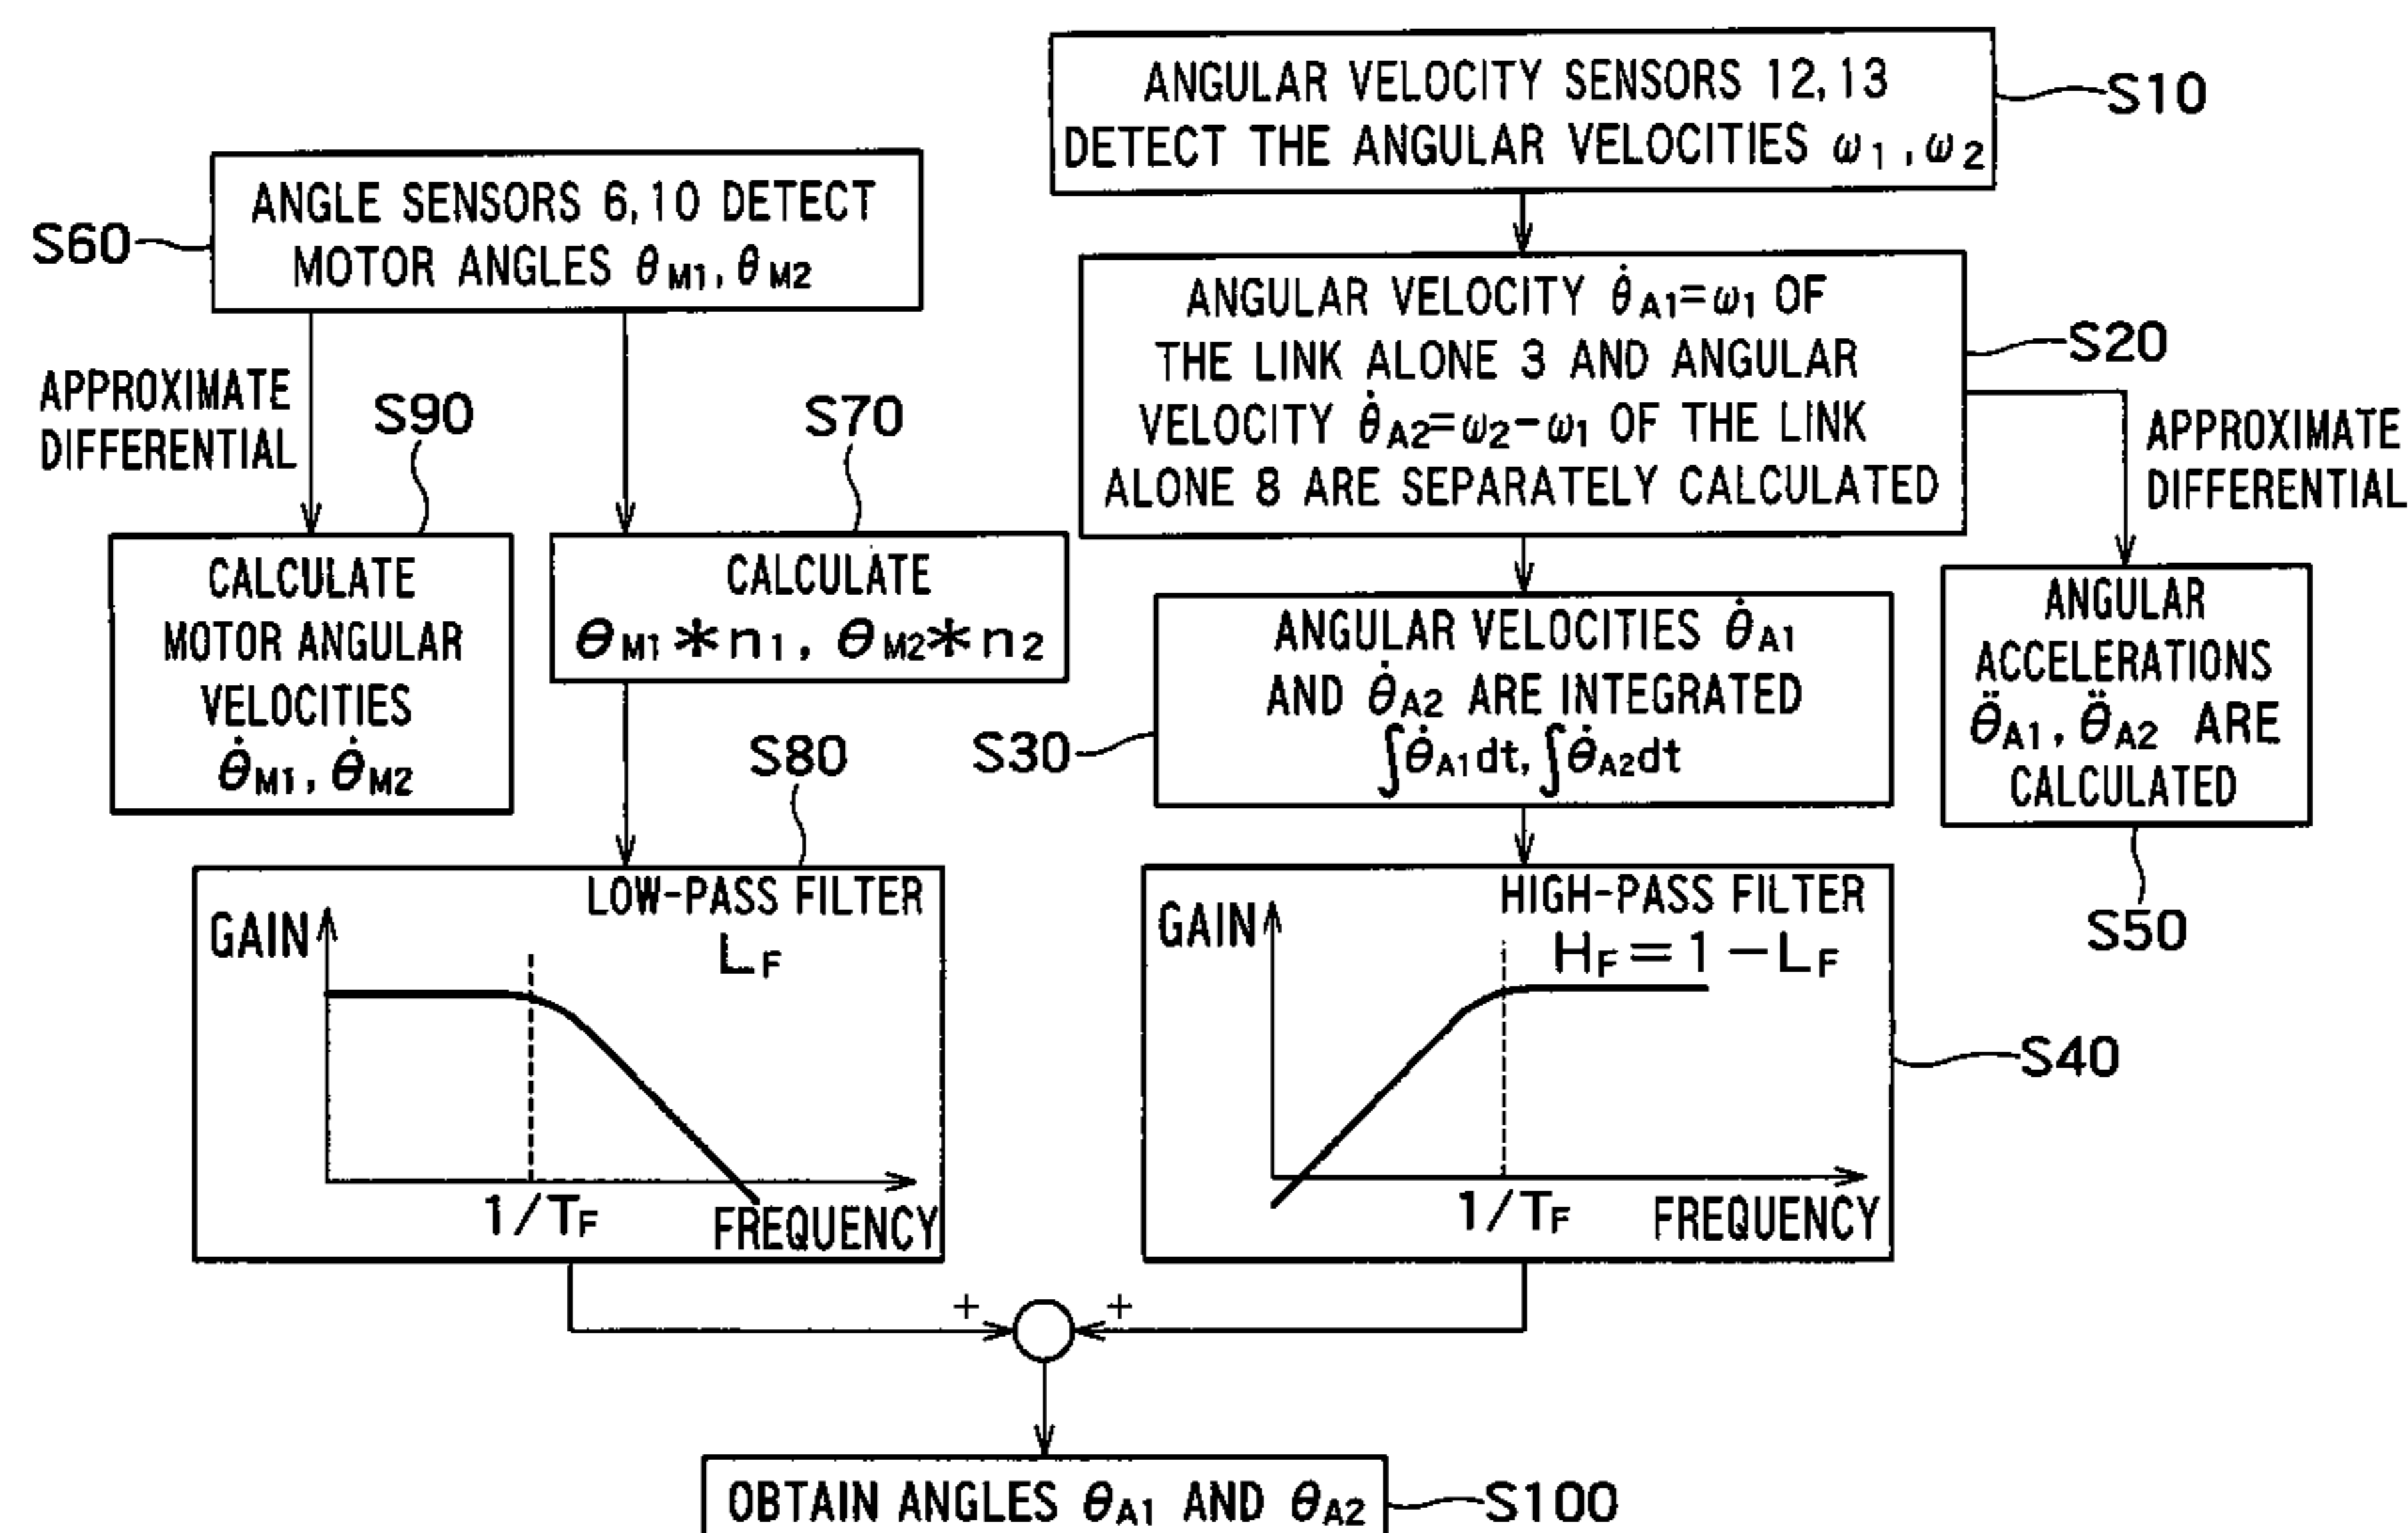 ANGULAR VELOCITY SENSORS 12,13
DETECT THE ANGULAR VELOCITIES ω1,ω2
S10
ANGLE SENSORS 6,10 DETECT
MOTOR ANGLES θM1,θM2
S60
ANGULAR VELOCITY θ̇A1=ω1 OF
THE LINK ALONE 3 AND ANGULAR
VELOCITY θ̇A2=ω2-ω1 OF THE LINK
ALONE 8 ARE SEPARATELY CALCULATED
S20
APPROXIMATE
DIFFERENTIAL
S90
S70
APPROXIMATE
DIFFERENTIAL
CALCULATE
MOTOR ANGULAR
VELOCITIES
θ̇M1,θ̇M2
CALCULATE
θM1*n1, θM2*n2
ANGULAR VELOCITIES θ̇A1
AND θ̇A2 ARE INTEGRATED
∫θ̇A1dt,∫θ̇A2dt
S30
ANGULAR
ACCELERATIONS
θ̈A1,θ̈A2 ARE
CALCULATED
S50
S80
LOW-PASS FILTER
LF
GAIN
1/TF
FREQUENCY
HIGH-PASS FILTER
HF=1-LF
GAIN
1/TF
FREQUENCY
S40
+ +
OBTAIN ANGLES θA1 AND θA2
S100